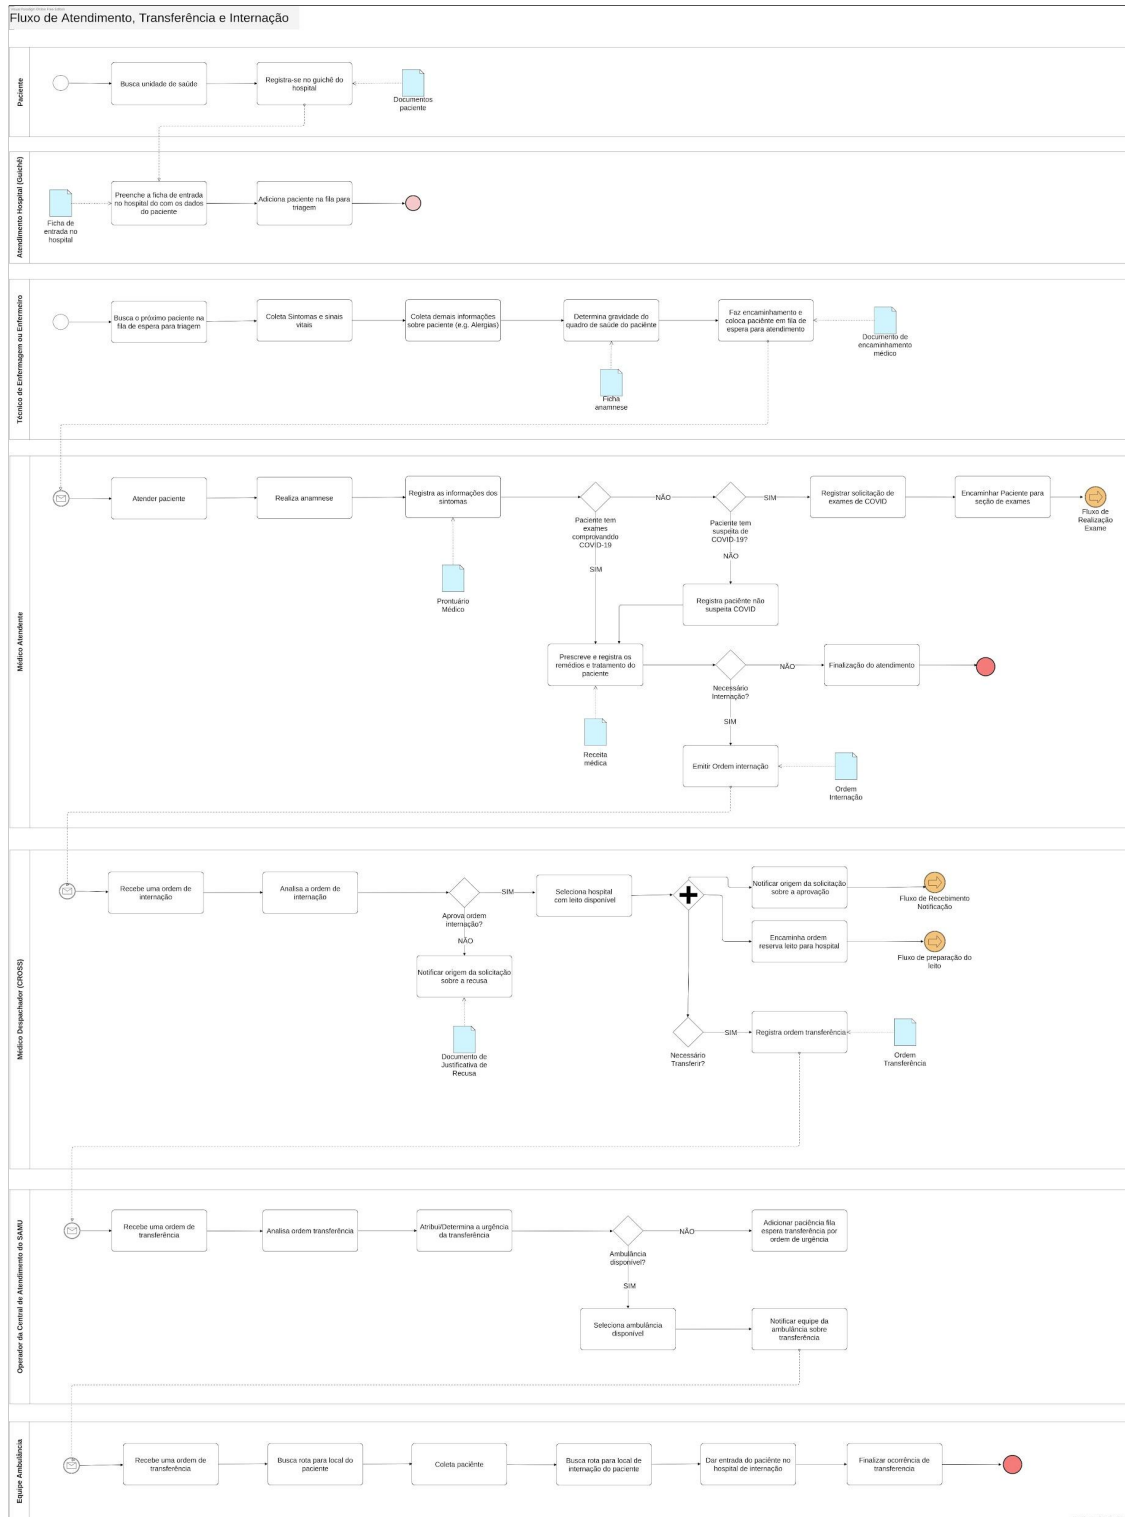 Fluxo de Atendimento, Transferência e Internação
Paciente
Busca unidade de saúde
Registra-se no guichê do
hospital
Documentos
paciente
Atendimento Hospital (Guichê)
Ficha de
entrada no
hospital
Preenche a ficha de entrada
no hospital do com os dados
do paciente
Adiciona paciente na fila para
triagem
Técnico de Enfermagem ou Enfermeiro
Busca o próximo paciente na
fila de espera para triagem
Coleta Sintomas e sinais
vitais
Coleta demais informações
sobre paciente (e.g. Alergias)
Determina gravidade do
quadro de saúde do paciênte
Ficha
anamnese
Faz encaminhamento e
coloca paciênte em fila de
espera para atendimento
Documento de
encaminhamento
médico
Médico Atendente
Atender paciente
Realiza anamnese
Registra as informações dos
sintomas
Prontuário
Médico
Paciente tem
exames
comprovanddo
COVID-19
NÃO
SIM
Paciente tem
suspeita de
COVID-19?
SIM
NÃO
Registrar solicitação de
exames de COVID
Encaminhar Paciente para
seção de exames
Fluxo de
Realização
Exame
Registra paciênte não
suspeita COVID
Prescreve e registra os
remédios e tratamento do
paciente
Receita
médica
Necessário
Internação?
NÃO
SIM
Finalização do atendimento
Emitir Ordem internação
Ordem
Internação
Médico Despachador (CROSS)
Recebe uma ordem de
internação
Analisa a ordem de
internação
Aprova ordem
internação?
SIM
NÃO
Notificar origem da solicitação
sobre a recusa
Documento de
Justificativa de
Recusa
Seleciona hospital
com leito disponível
Notificar origem da solicitação
sobre a aprovação
Fluxo de Recebimento
Notificação
Encaminha ordem
reserva leito para hospital
Fluxo de preparação do
leito
Necessário
Transferir?
SIM
Registra ordem transferência
Ordem
Transferência
Operador da Central de Atendimento do SAMU
Recebe uma ordem de
transferência
Analisa ordem transferência
Atribui/Determina a urgência
da transferência
Ambulância
disponível?
NÃO
SIM
Adicionar paciência fila
espera transferência por
ordem de urgência
Seleciona ambulância
disponível
Notificar equipe da
ambulância sobre
transferência
Equipe Ambulância
Recebe uma ordem de
transferência
Busca rota para local do
paciente
Coleta paciênte
Busca rota para local de
internação do paciente
Dar entrada do paciênte no
hospital de internação
Finalizar ocorrência de
transferencia